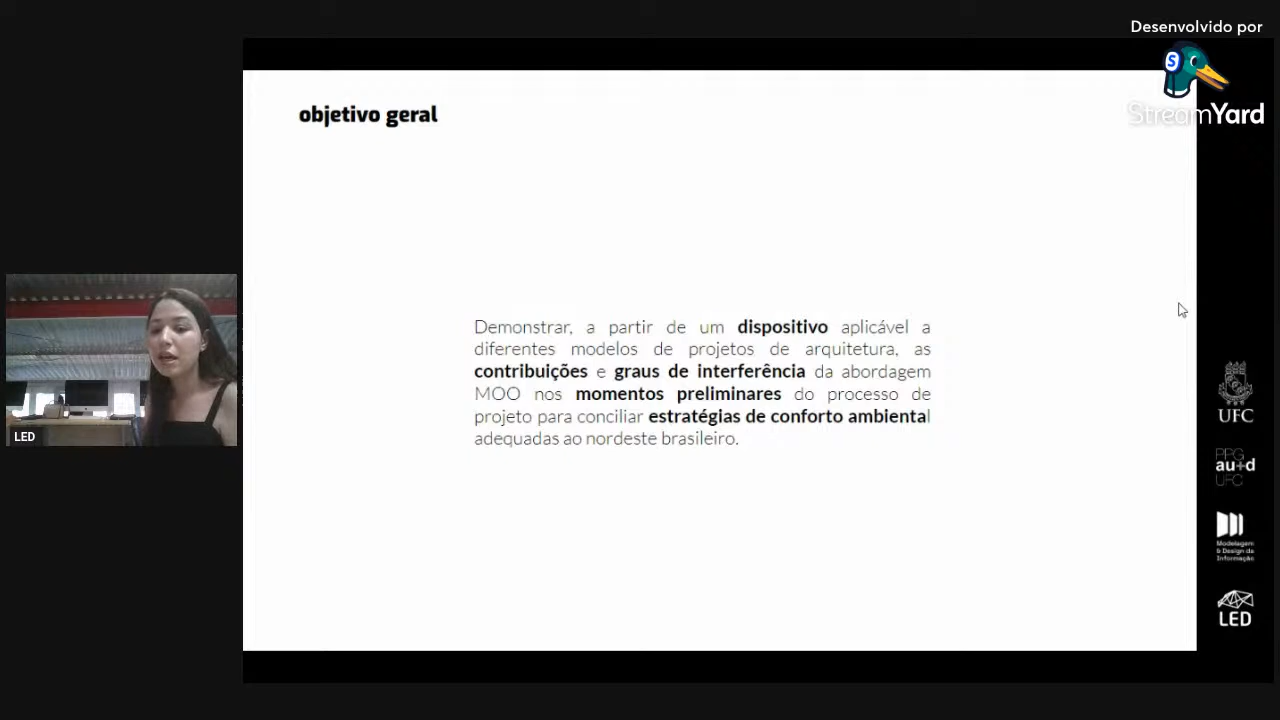 Desenvolvido por
StreamYard
objetivo geral
Demonstrar, a partir de um dispositivo aplicável a
diferentes modelos de projetos de arquitetura, as
contribuições e graus de interferência da abordagem
MOO nos momentos preliminares do processo de
projeto para conciliar estratégias de conforto ambiental
adequadas ao nordeste brasileiro.
LED
UFC
PPG
au+d
UFC
Modelagem
& Design da
Informação
LED